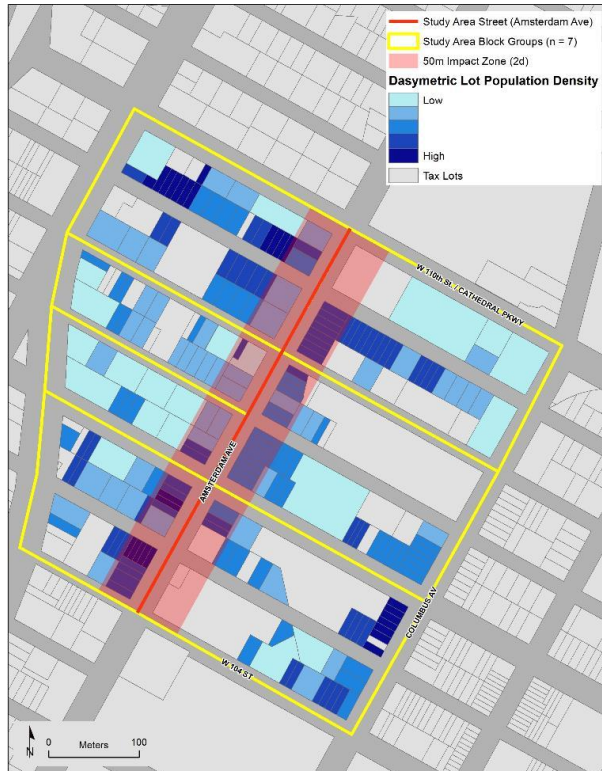 Study Area Street (Amsterdam Ave)
Study Area Block Groups (n = 7)
50m Impact Zone (2d)
Dasymetric Lot Population Density
Low
High
Tax Lots
W 110th St. / CATHEDRAL PKWY
AMSTERDAM AVE
COLUMBUS AV
W 104 ST
N
Meters
0 100